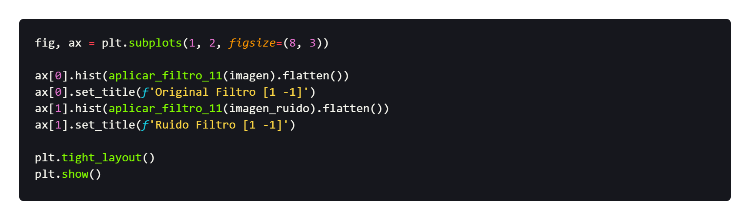 fig, ax = plt.subplots(1, 2, figsize=(8, 3))

ax[0].hist(aplicar_filtro_11(imagen).flatten())
ax[0].set_title(f'Original Filtro [1 -1]')
ax[1].hist(aplicar_filtro_11(imagen_ruido).flatten())
ax[1].set_title(f'Ruido Filtro [1 -1]')

plt.tight_layout()
plt.show()